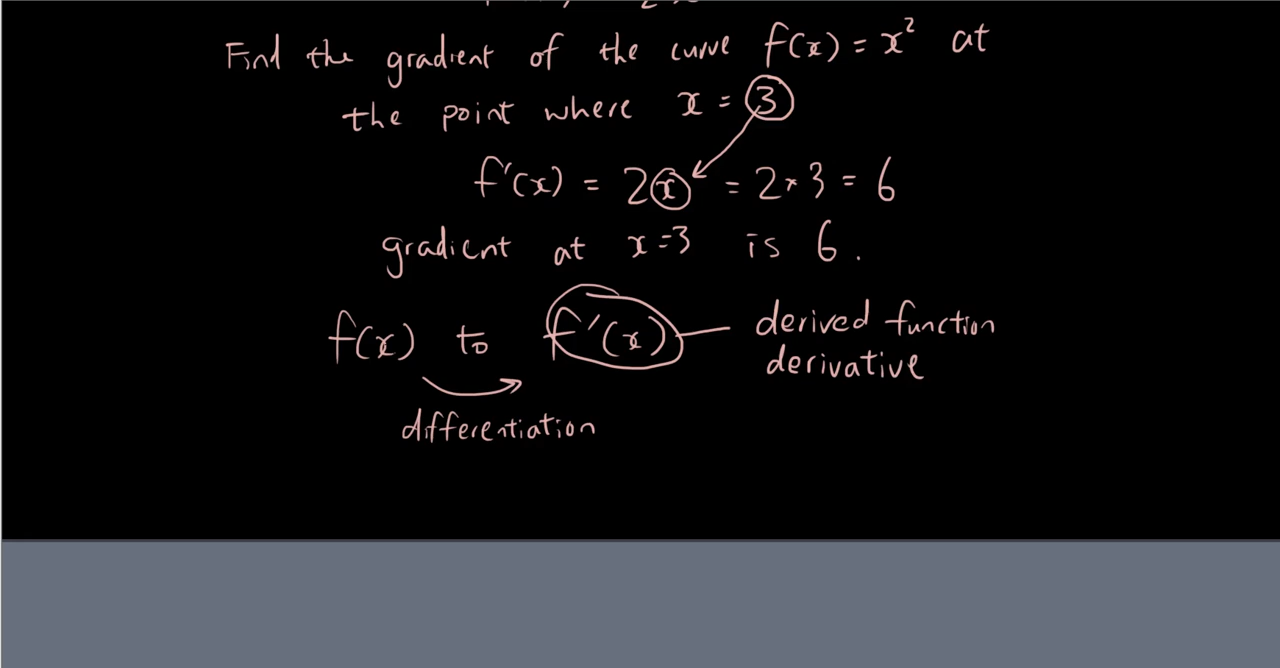 Find the gradient of the curve f(x) = x² at
the point where x = 3
f'(x) = 2x = 2 × 3 = 6
gradient at x=3 is 6.
f(x) to f'(x) — derived function
derivative
differentiation